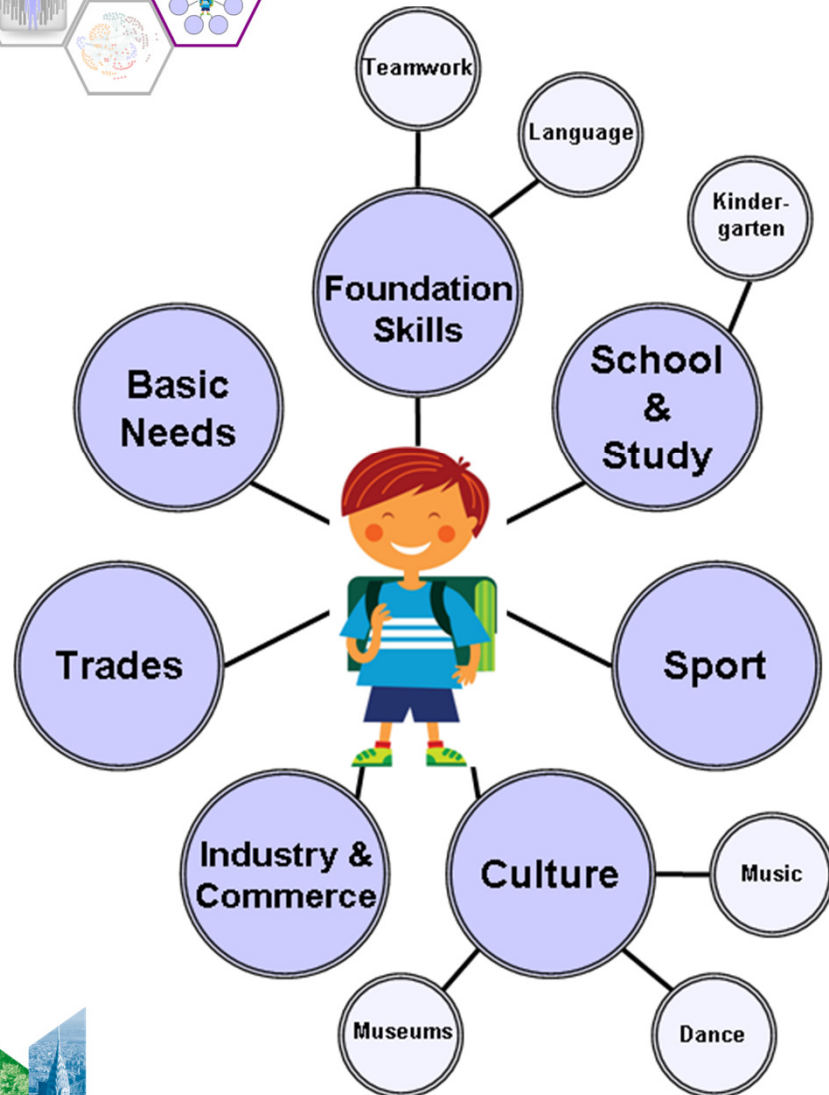 Teamwork
Language
Kinder-
garten
Foundation
Skills
School
&
Study
Basic
Needs
Trades
Sport
Industry &
Commerce
Culture
Music
Museums
Dance